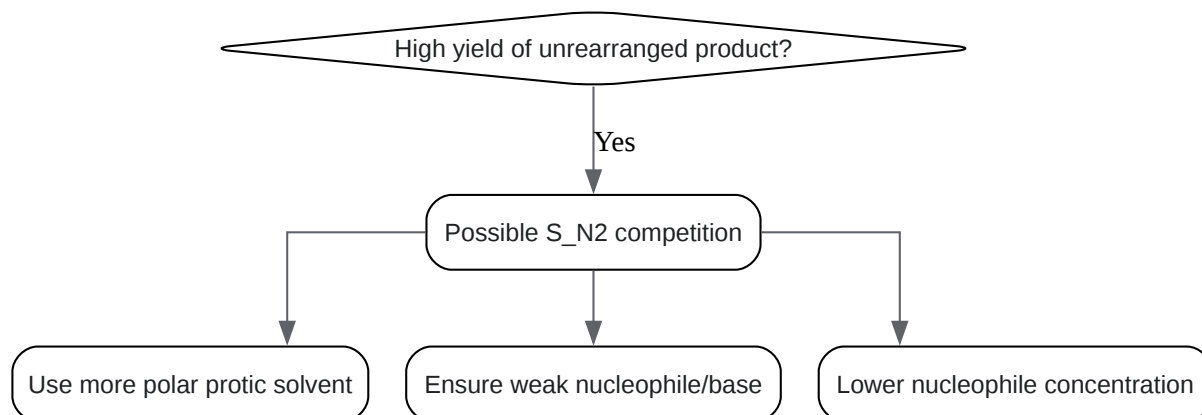 High yield of unrearranged product?
Yes
Possible S_N2 competition
Use more polar protic solvent
Ensure weak nucleophile/base
Lower nucleophile concentration